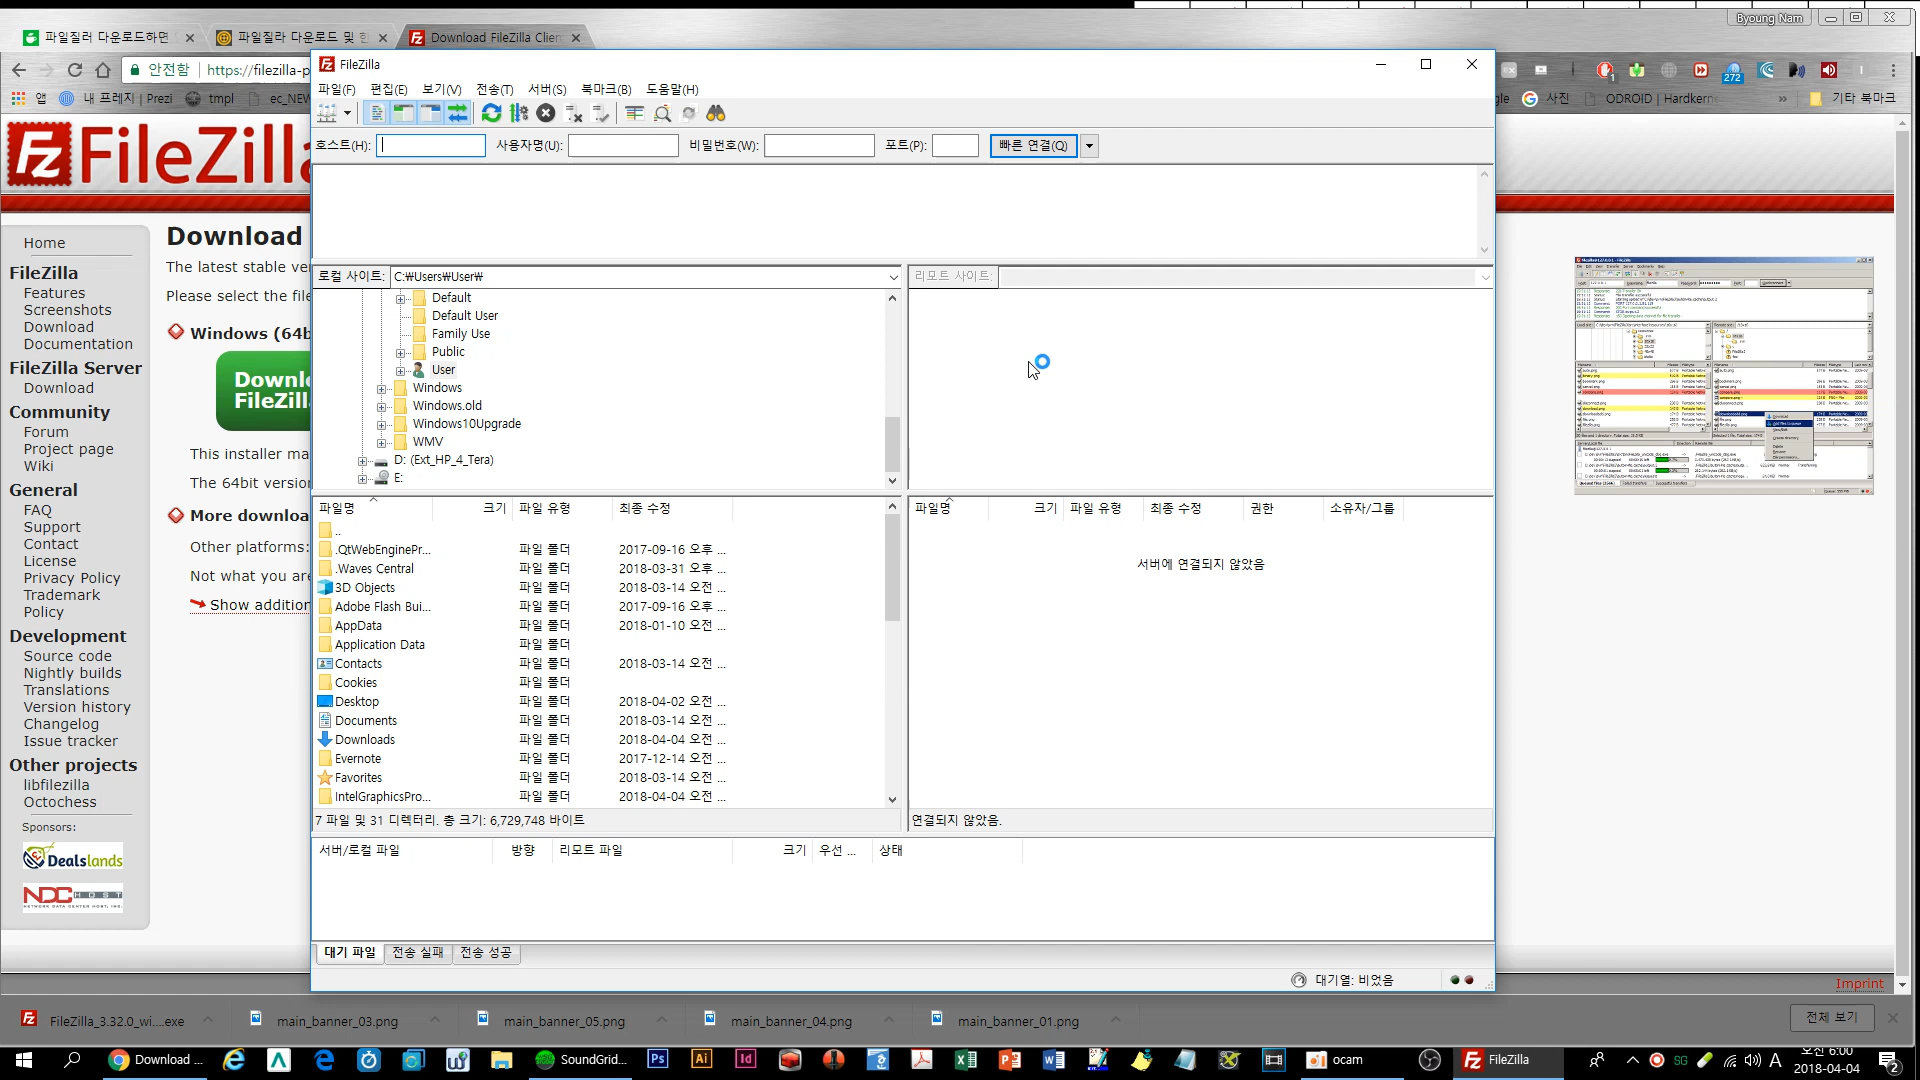 Byoung Nam
파일질러 다운로드하면
파일질라 다운로드 및 한
Download FileZilla Clien
안전함
https://filezilla-p
272
앱
내 프레지 | Prezi
tmpl
ec_NEW
gle
사진
ODROID | Hardkern
»
기타 북마크
FileZilla
Home
FileZilla
Features
Screenshots
Download
Documentation
FileZilla Server
Download
Community
Forum
Project page
Wiki
General
FAQ
Support
Contact
License
Privacy Policy
Trademark
Policy
Development
Source code
Nightly builds
Translations
Version history
Changelog
Issue tracker
Other projects
libfilezilla
Octochess
Sponsors:
Dealslands
NDC HOST
Download
The latest stable ve
Please select the file
Windows (64b
Downl
FileZill
This installer ma
The 64bit version
More downloa
Other platforms:
Not what you are
Show addition
FileZilla
파일(F) 편집(E) 보기(V) 전송(T) 서버(S) 북마크(B) 도움말(H)
호스트(H): 사용자명(U): 비밀번호(W): 포트(P): 빠른 연결(Q)
로컬 사이트: C:₩Users₩User₩
리모트 사이트:
Default
Default User
Family Use
Public
User
Windows
Windows.old
Windows10Upgrade
WMV
D: (Ext_HP_4_Tera)
E:
파일명 크기 파일 유형 최종 수정
..
.QtWebEnginePr... 파일 폴더 2017-09-16 오후 ...
.Waves Central 파일 폴더 2018-03-31 오후 ...
3D Objects 파일 폴더 2018-03-14 오전 ...
Adobe Flash Bui... 파일 폴더 2017-09-16 오후 ...
AppData 파일 폴더 2018-01-10 오전 ...
Application Data 파일 폴더
Contacts 파일 폴더 2018-03-14 오전 ...
Cookies 파일 폴더
Desktop 파일 폴더 2018-04-02 오전 ...
Documents 파일 폴더 2018-03-14 오전 ...
Downloads 파일 폴더 2018-04-04 오전 ...
Evernote 파일 폴더 2017-12-14 오전 ...
Favorites 파일 폴더 2018-03-14 오전 ...
IntelGraphicsPro... 파일 폴더 2018-04-04 오전 ...
7 파일 및 31 디렉터리. 총 크기: 6,729,748 바이트
파일명 크기 파일 유형 최종 수정 권한 소유자/그룹
서버에 연결되지 않았음
연결되지 않았음.
서버/로컬 파일 방향 리모트 파일 크기 우선 ... 상태
대기 파일 전송 실패 전송 성공
대기열: 비었음
Imprint
FileZilla_3.32.0_wi....exe
main_banner_03.png
main_banner_05.png
main_banner_04.png
main_banner_01.png
전체 보기
Download ...
SoundGrid...
Ps
Ai
Id
ocam
FileZilla
SG
A
오전 6:00
2018-04-04
2